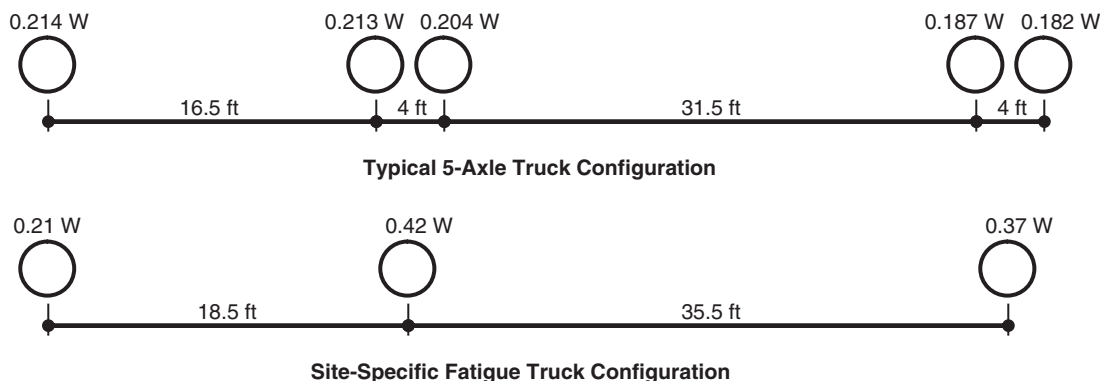 0.214 W 0.213 W 0.204 W 0.187 W 0.182 W
16.5 ft 4 ft 31.5 ft 4 ft
Typical 5-Axle Truck Configuration
0.21 W 0.42 W 0.37 W
18.5 ft 35.5 ft
Site-Specific Fatigue Truck Configuration